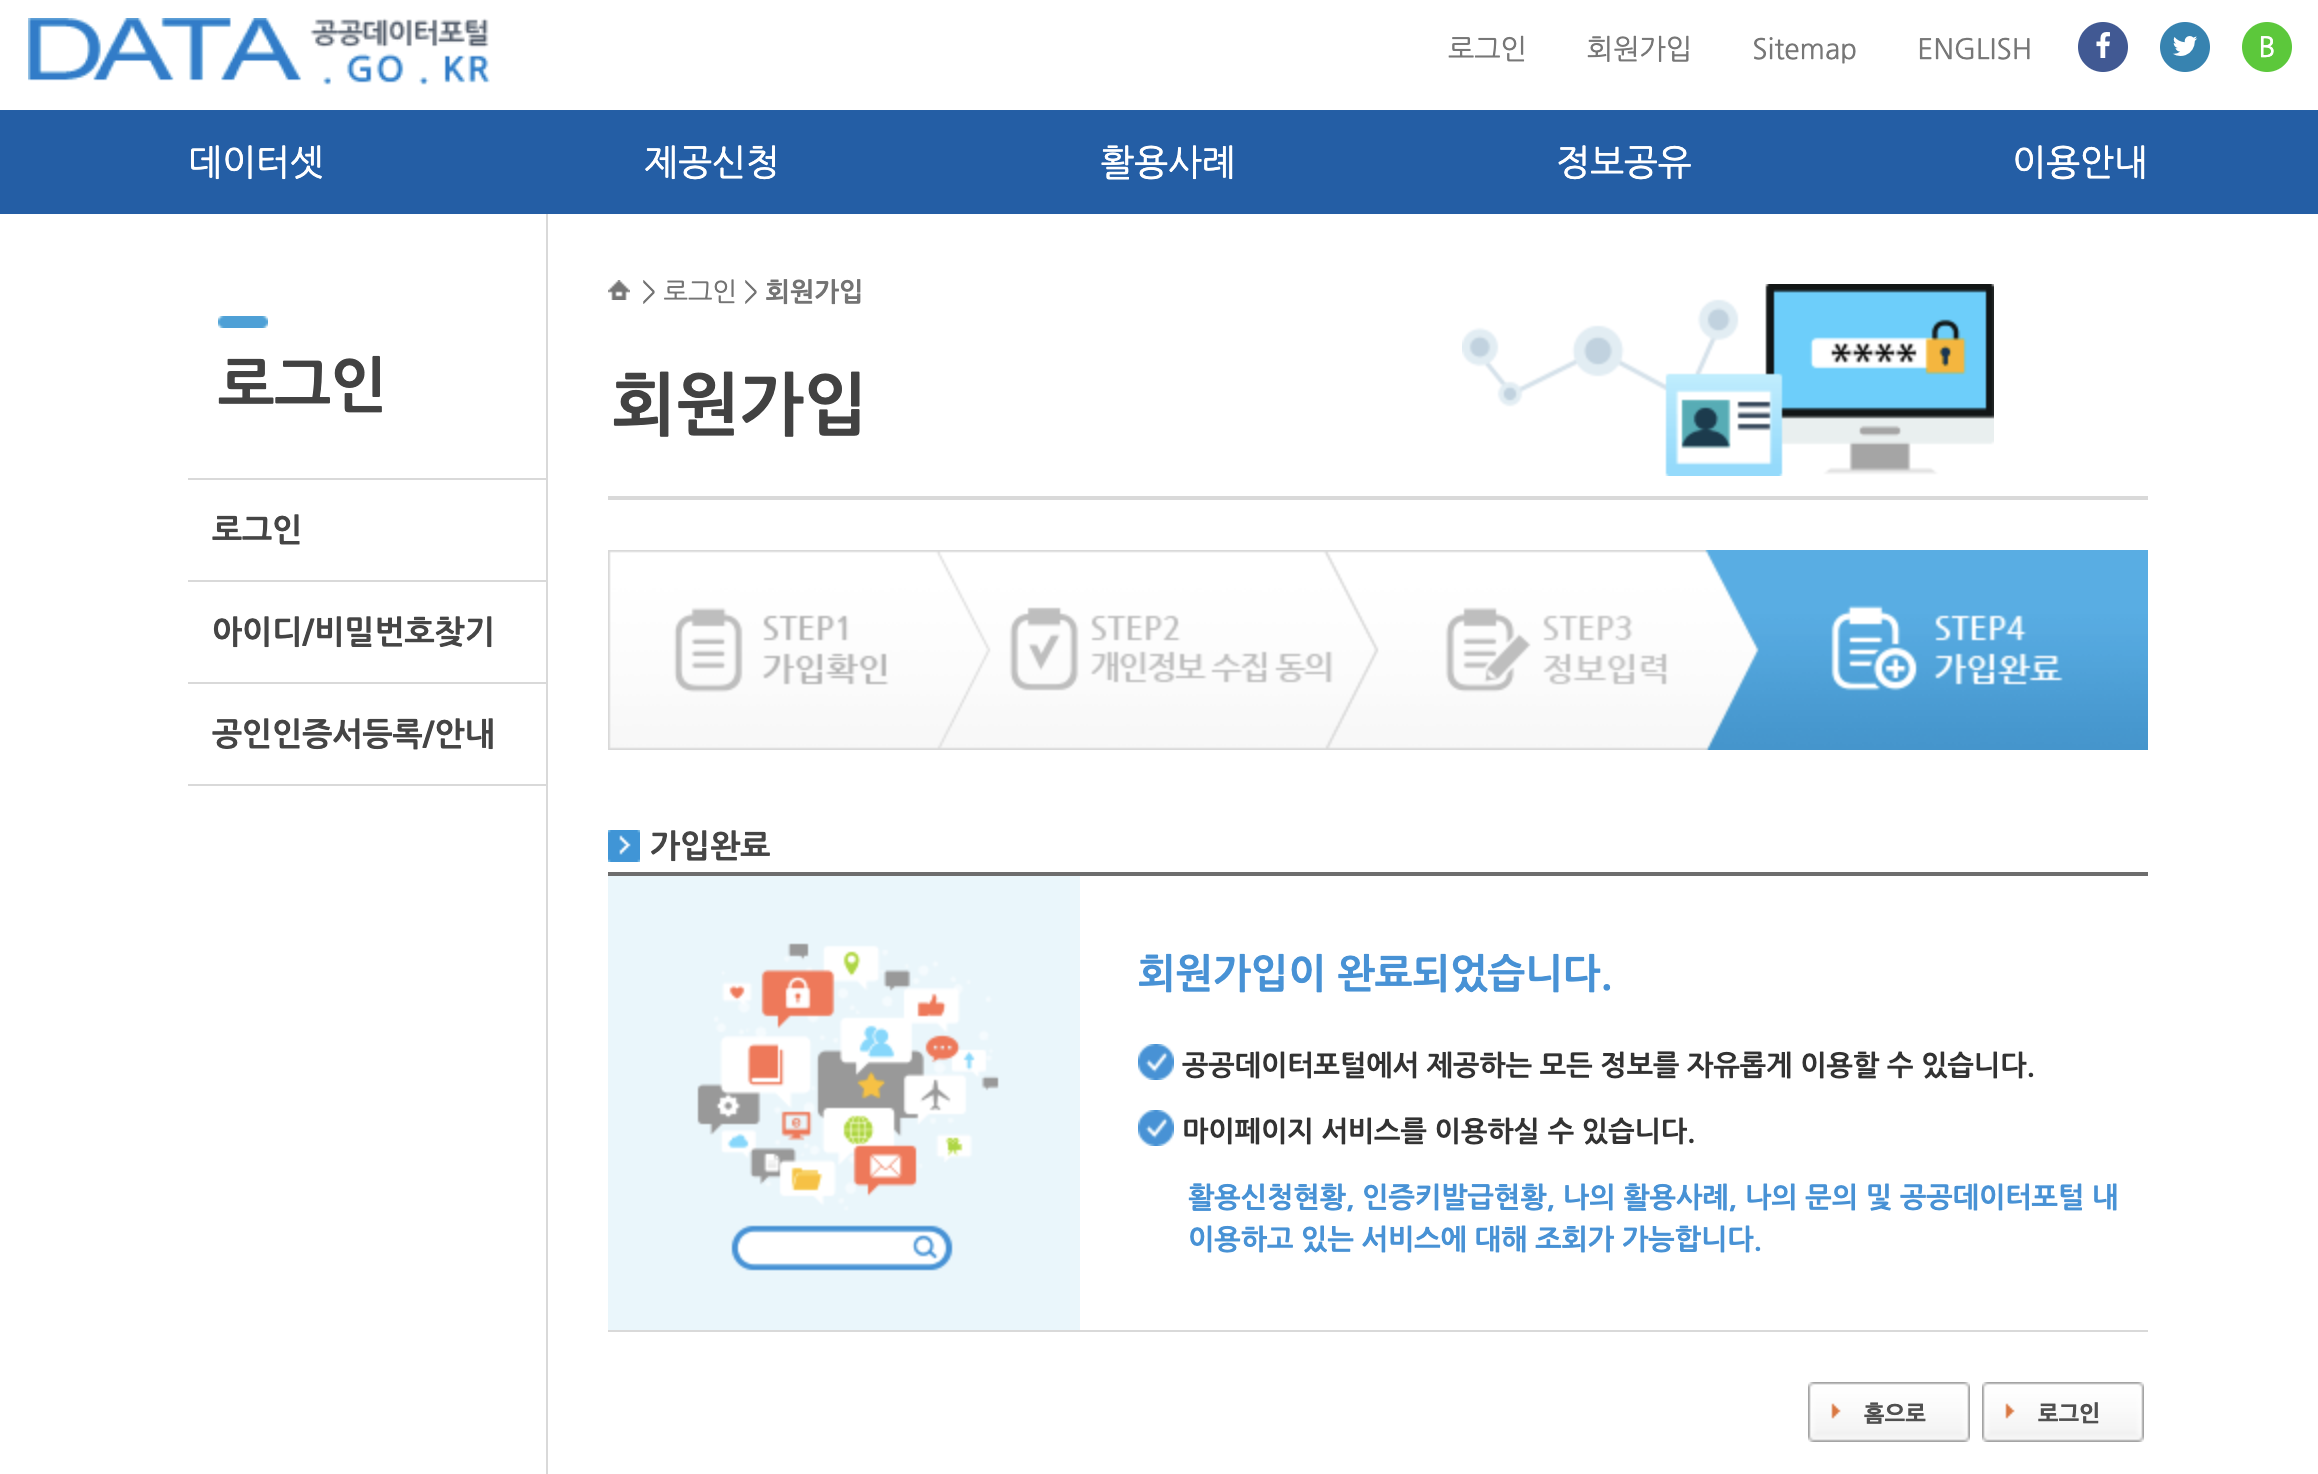 DATA 공공데이터포털
. GO . KR
로그인 회원가입 Sitemap ENGLISH f B
데이터셋 제공신청 활용사례 정보공유 이용안내
로그인
로그인
아이디/비밀번호찾기
공인인증서등록/안내
> 로그인 > 회원가입
회원가입
****
STEP1
가입확인
STEP2
개인정보 수집 동의
STEP3
정보입력
STEP4
가입완료
가입완료
회원가입이 완료되었습니다.
공공데이터포털에서 제공하는 모든 정보를 자유롭게 이용할 수 있습니다.
마이페이지 서비스를 이용하실 수 있습니다.
활용신청현황, 인증키발급현황, 나의 활용사례, 나의 문의 및 공공데이터포털 내
이용하고 있는 서비스에 대해 조회가 가능합니다.
홈으로 로그인